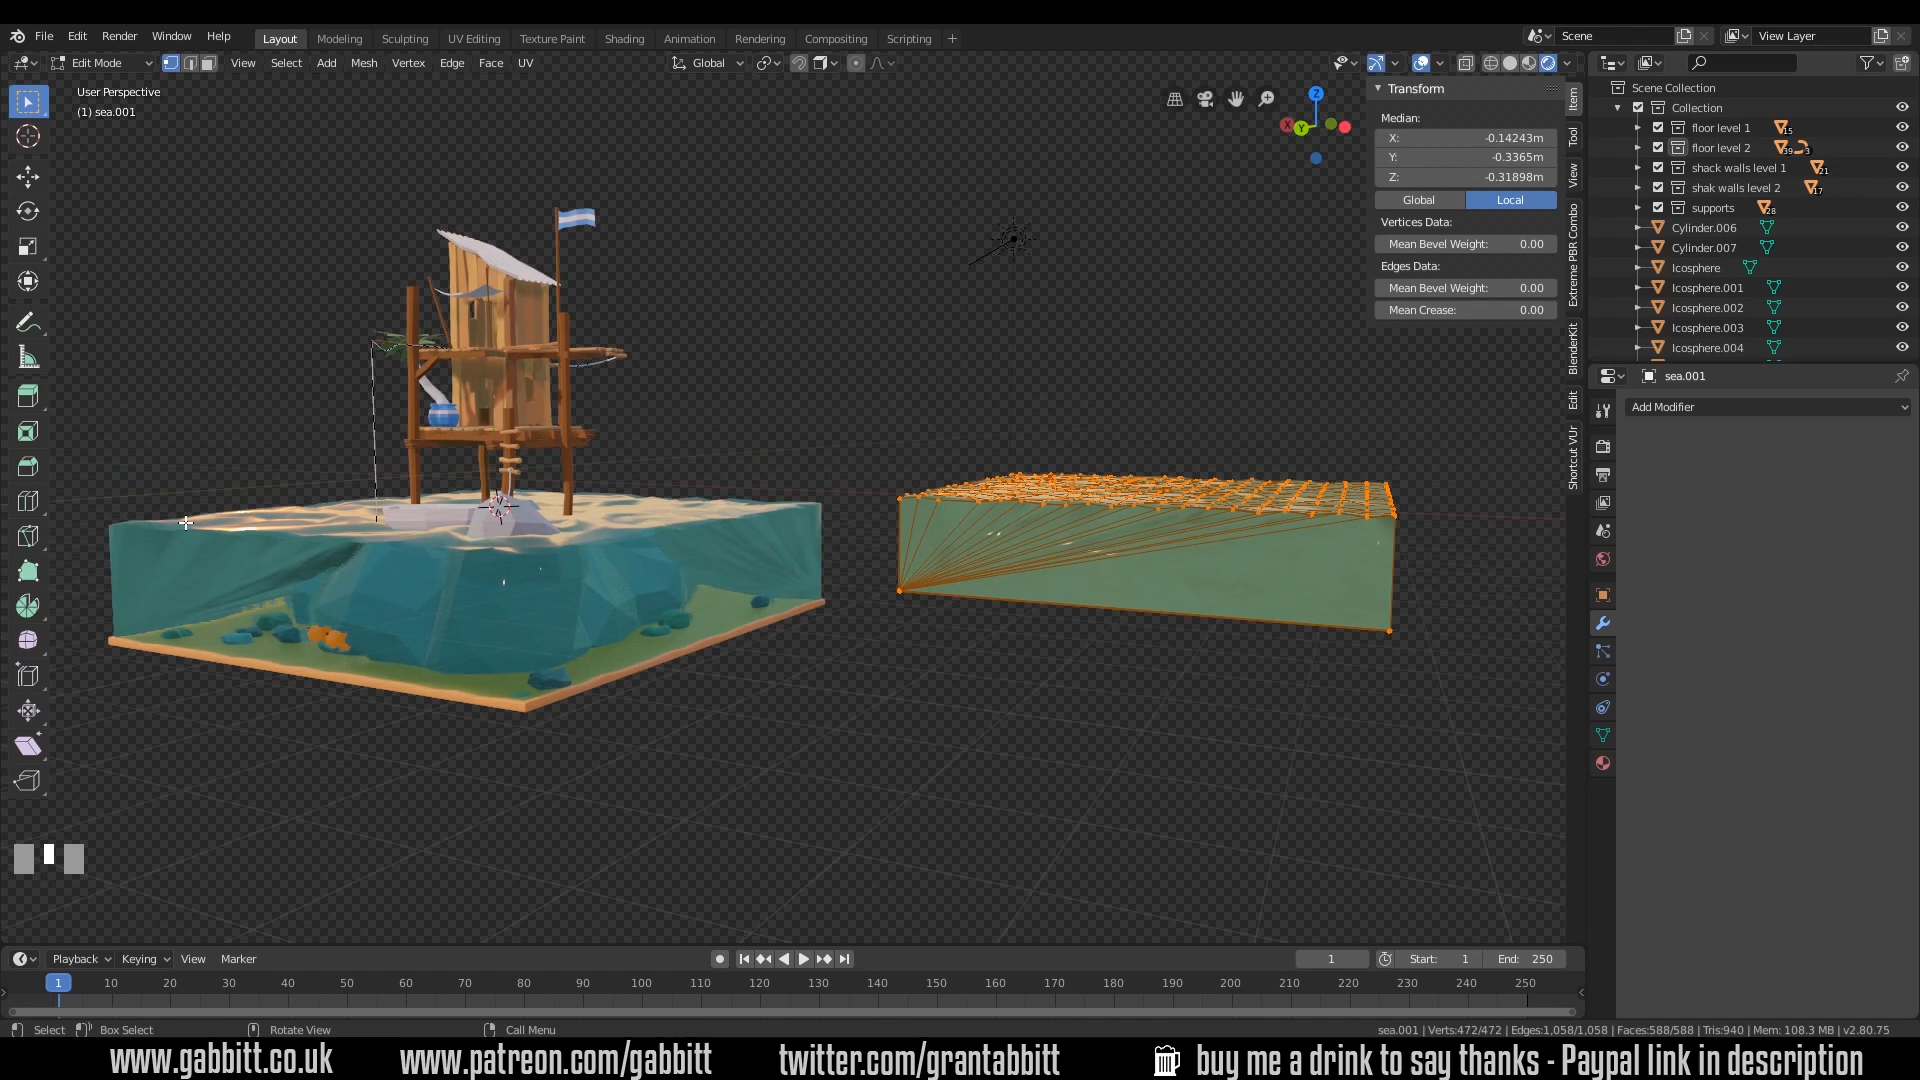 File Edit Render Window Help
Layout Modeling Sculpting UV Editing Texture Paint Shading Animation Rendering Compositing Scripting
Scene
View Layer
Edit Mode
View Select Add Mesh Vertex Edge Face UV
Global
User Perspective
(1) sea.001
Z
X
Y
Transform
Median:
X: -0.14243m
Y: -0.3365m
Z: -0.31898m
Global Local
Vertices Data:
Mean Bevel Weight: 0.00
Edges Data:
Mean Bevel Weight: 0.00
Mean Crease: 0.00
Item
Tool
View
Extreme PBR Combo
BlenderKit
Edit
Shortcut VUr
Scene Collection
Collection
floor level 1 15
floor level 2 39 3
shack walls level 1 21
shak walls level 2 17
supports 28
Cylinder.006
Cylinder.007
Icosphere
Icosphere.001
Icosphere.002
Icosphere.003
Icosphere.004
sea.001
Add Modifier
Playback Keying View Marker
1
Start: 1
End: 250
1 10 20 30 40 50 60 70 80 90 100 110 120 130 140 150 160 170 180 190 200 210 220 230 240 250
Select Box Select Rotate View Call Menu
sea.001 | Verts:472/472 | Edges:1,058/1,058 | Faces:588/588 | Tris:940 | Mem: 108.3 MB | v2.80.75
www.gabbitt.co.uk www.patreon.com/gabbitt twitter.com/grantabbitt buy me a drink to say thanks - Paypal link in description